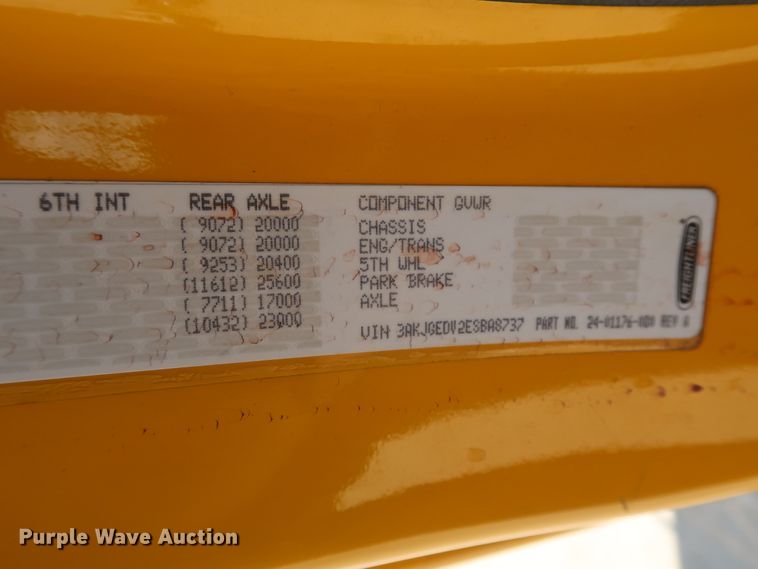 6TH INT REAR AXLE COMPONENT GVWR
( 9072) 20000 CHASSIS
( 9072) 20000 ENG/TRANS
( 9253) 20400 5TH WHL
(11612) 25600 PARK BRAKE
( 7711) 17000 AXLE
(10432) 23000
VIN 3AKJGEDV2ESBA8737 PART NO. 24-01176-000 REV A
FREIGHTLINER
Purple Wave Auction